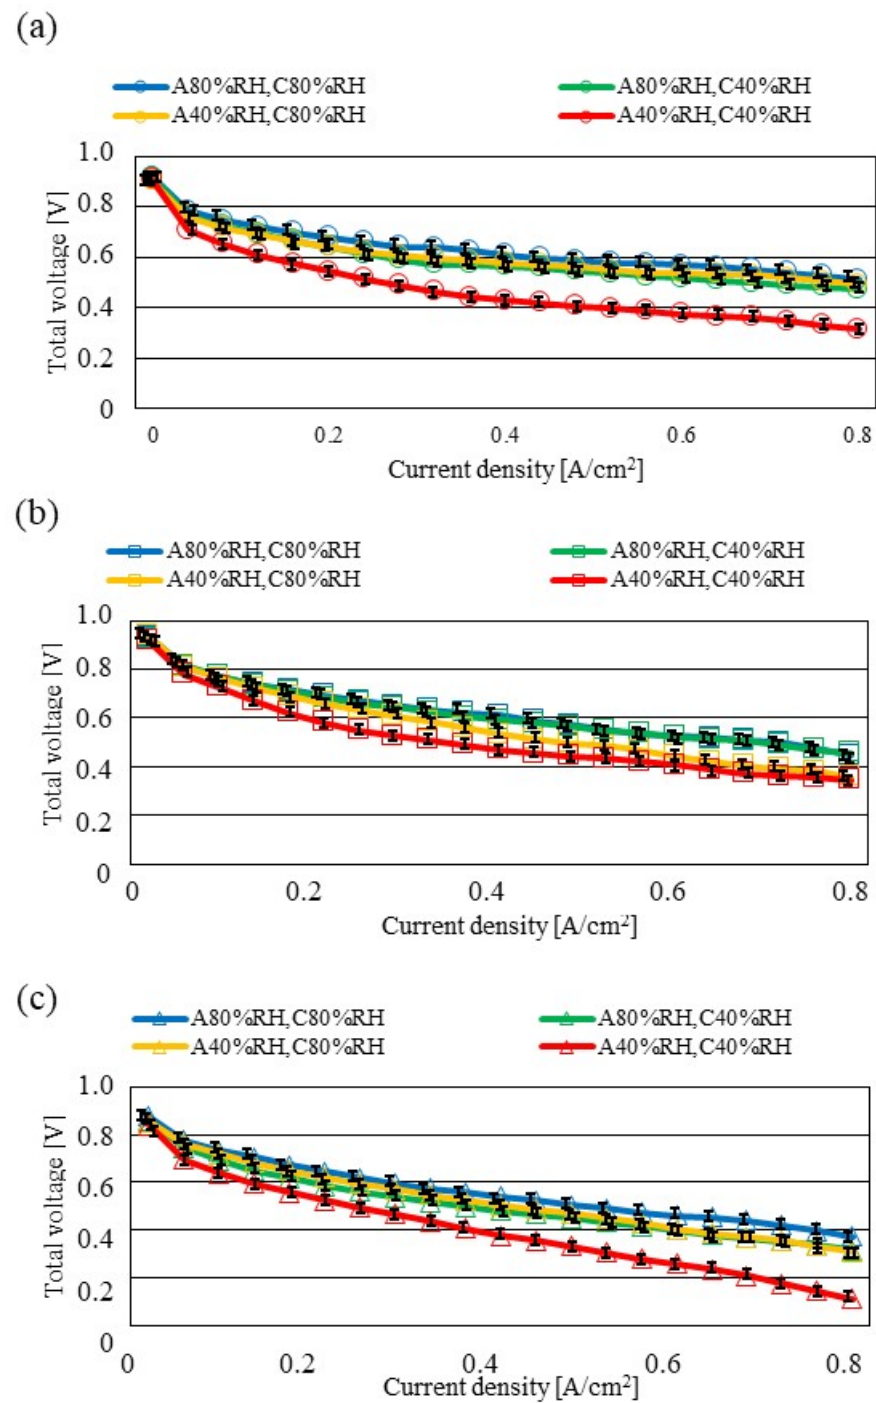 (a)
A80%RH,C80%RH A80%RH,C40%RH
A40%RH,C80%RH A40%RH,C40%RH
1.0
0.8
0.6
0.4
0.2
0
Total voltage [V]
0 0.2 0.4 0.6 0.8
Current density [A/cm²]
(b)
A80%RH,C80%RH A80%RH,C40%RH
A40%RH,C80%RH A40%RH,C40%RH
1.0
0.8
0.6
0.4
0.2
0
Total voltage [V]
0 0.2 0.4 0.6 0.8
Current density [A/cm²]
(c)
A80%RH,C80%RH A80%RH,C40%RH
A40%RH,C80%RH A40%RH,C40%RH
1.0
0.8
0.6
0.4
0.2
0
Total voltage [V]
0 0.2 0.4 0.6 0.8
Current density [A/cm²]